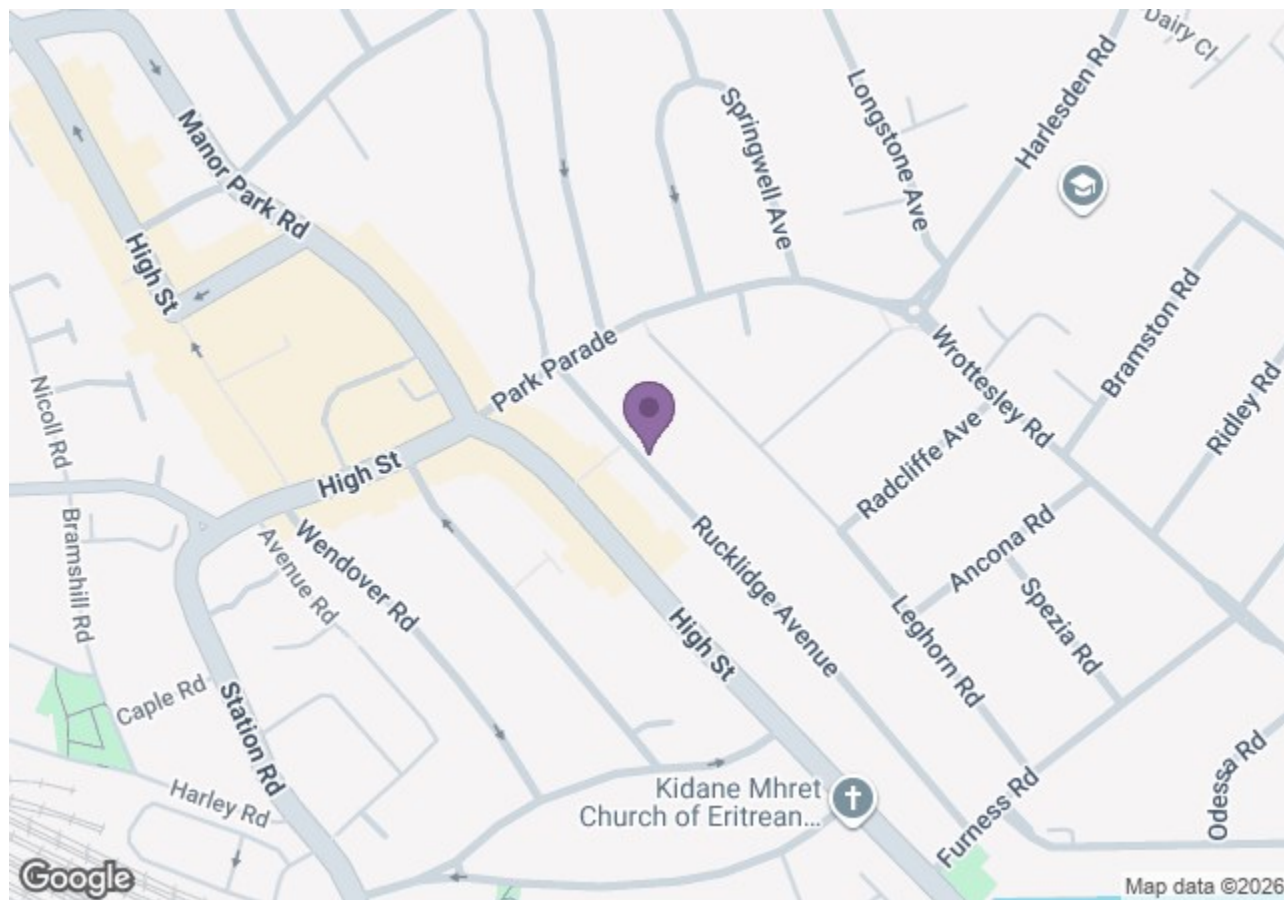 Dairy Cl
Harlesden Rd
Longstone Ave
Springwell Ave
Manor Park Rd
High St
Bramston Rd
Ridley Rd
Wrottesley Rd
Park Parade
Radcliffe Ave
Nicoll Rd
High St
Bramshill Rd
Avenue Rd
Wendover Rd
Rucklidge Avenue
Ancona Rd
Spezia Rd
Leghorn Rd
High St
Caple Rd
Station Rd
Harley Rd
Kidane Mhret
Church of Eritrean...
Furness Rd
Odessa Rd
Google
Map data ©2026